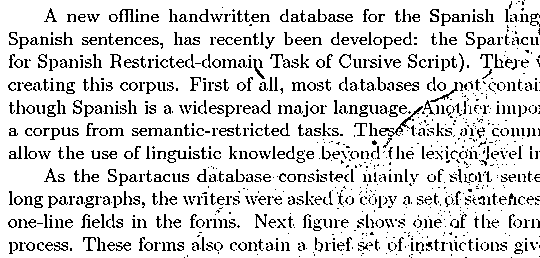 A new offline handwritten database for the Spanish lang
Spanish sentences, has recently been developed: the Spartacu
for Spanish Restricted-domain Task of Cursive Script). There
creating this corpus. First of all, most databases do not contai
though Spanish is a widespread major language. Another impor
a corpus from semantic-restricted tasks. These tasks are comm
allow the use of linguistic knowledge beyond the lexicon level in
As the Spartacus database consisted mainly of short sente
long paragraphs, the writers were asked to copy a set of sentences
one-line fields in the forms. Next figure shows one of the form
process. These forms also contain a brief set of instructions giv